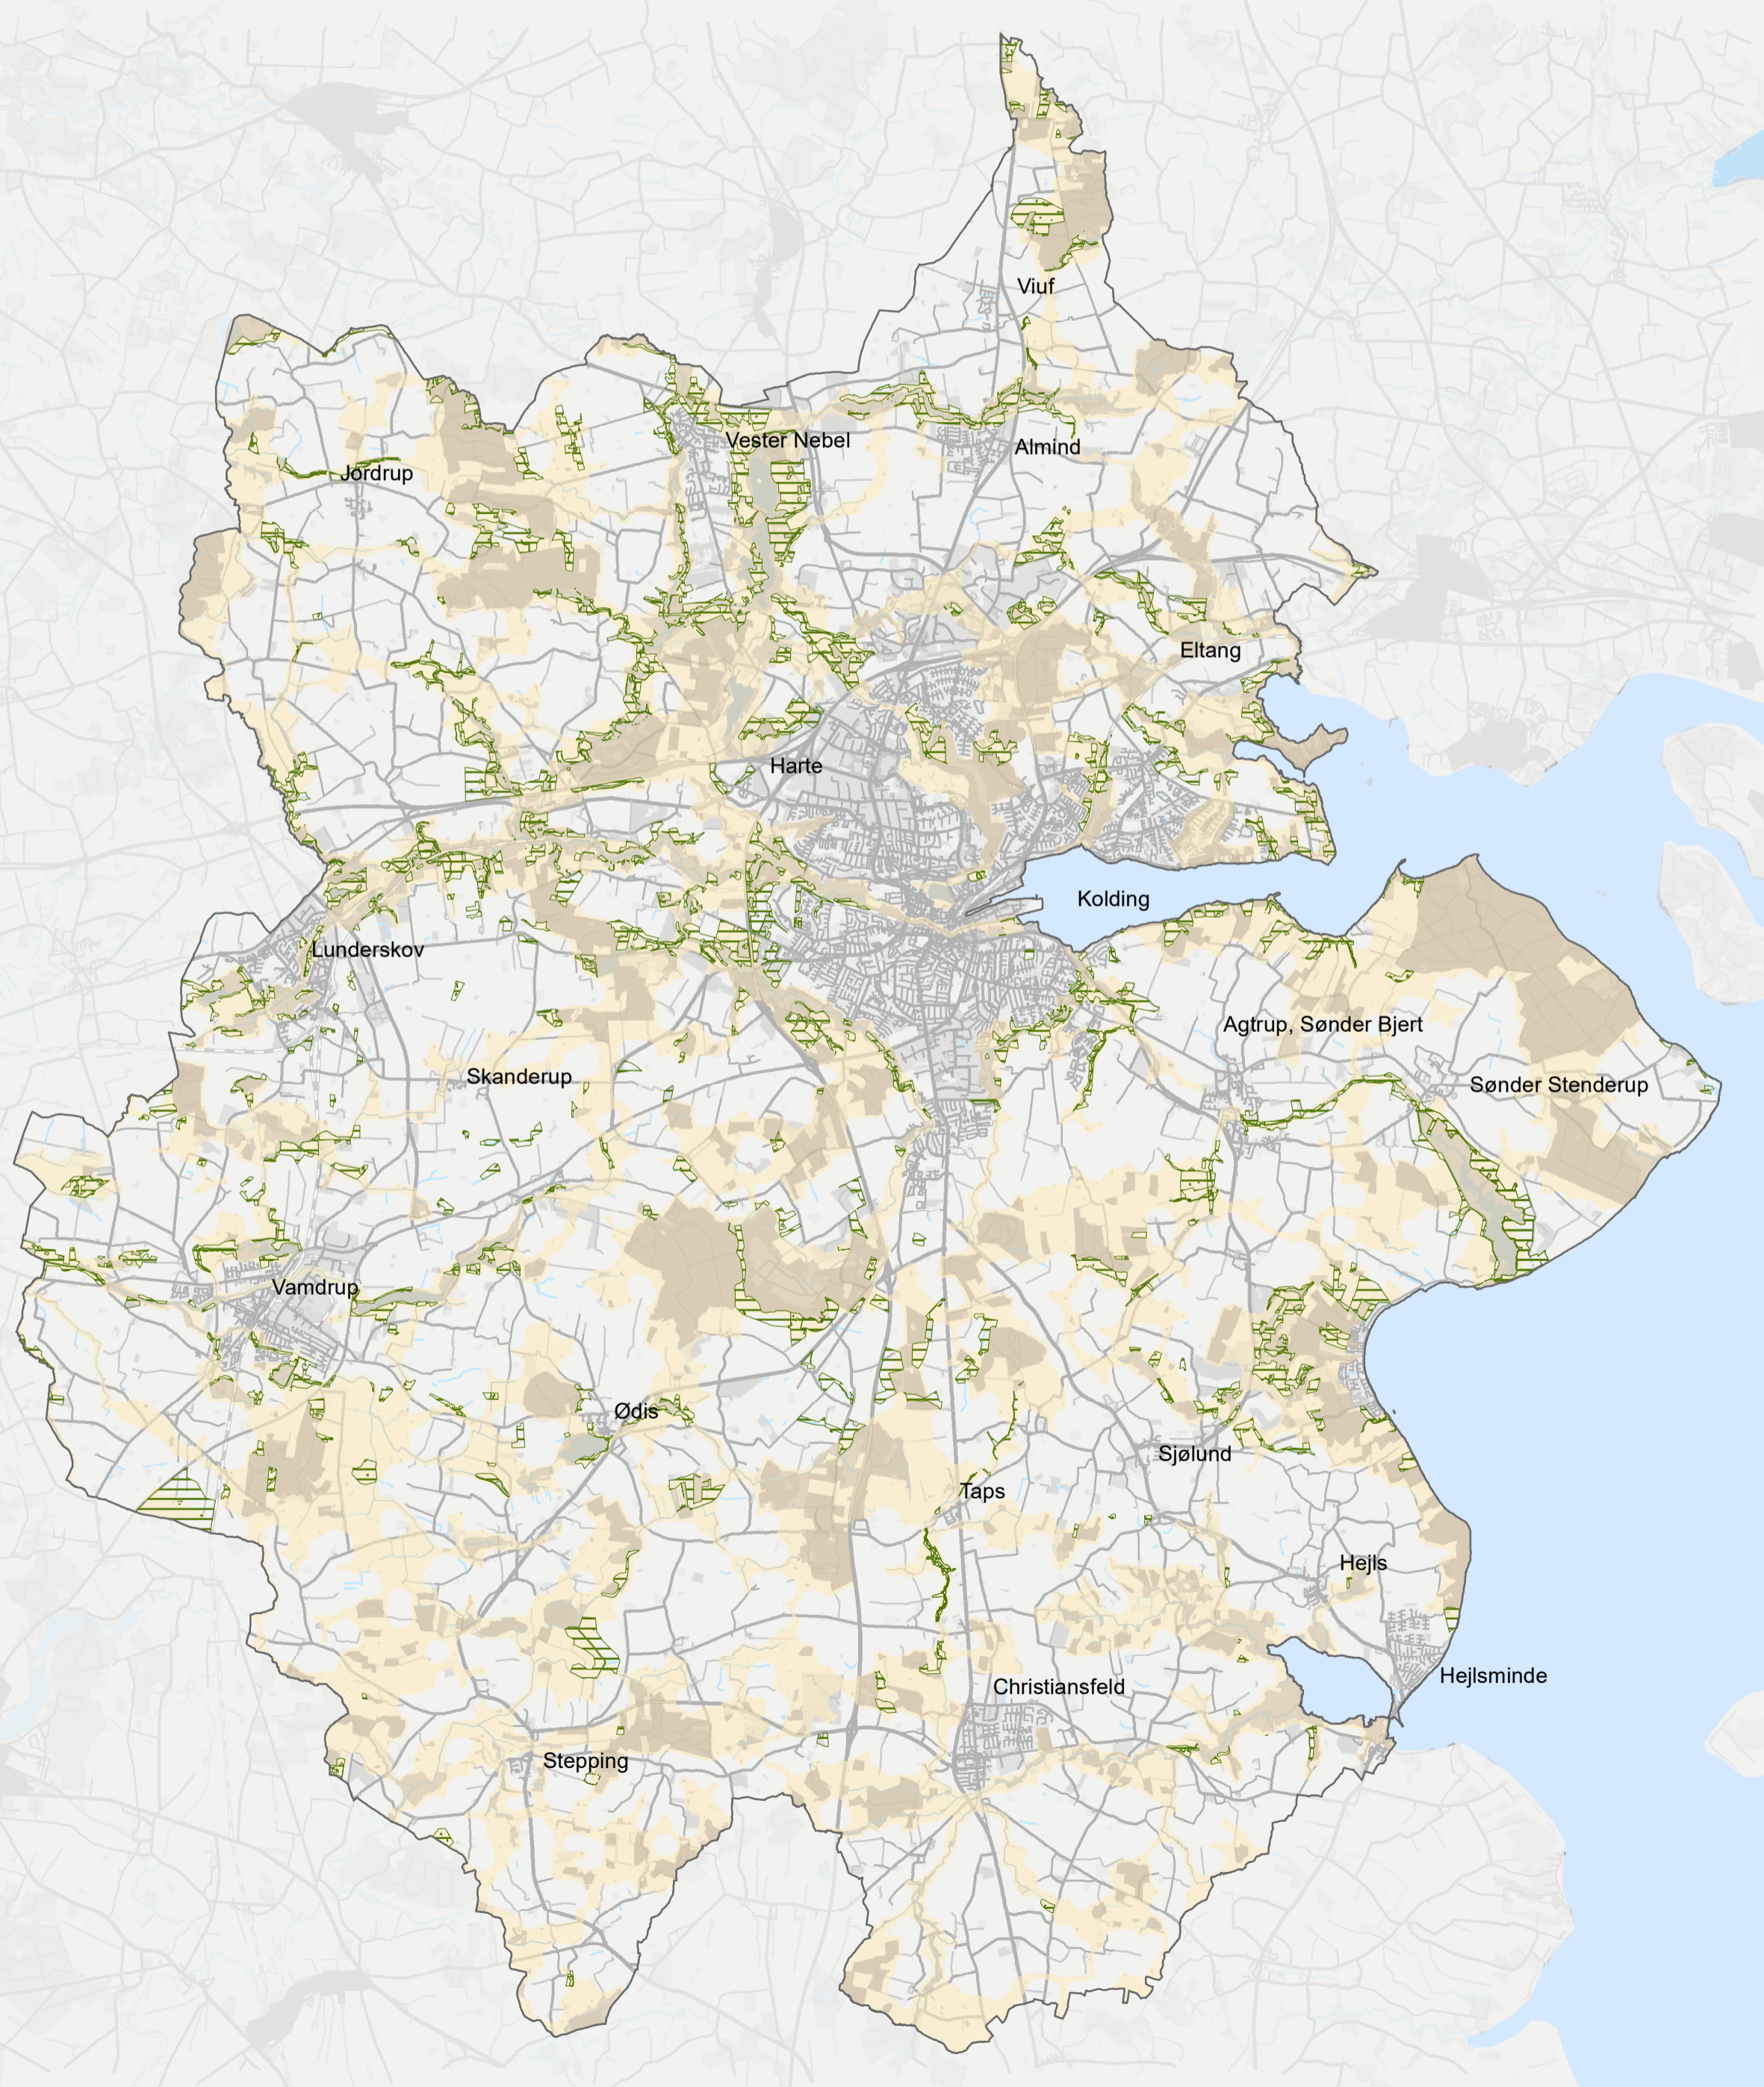 Viuf
Vester Nebel
Almind
Jordrup
Eltang
Harte
Kolding
Lunderskov
Agtrup, Sønder Bjert
Skanderup
Sønder Stenderup
Vamdrup
Ødis
Sjølund
Taps
Hejls
Hejlsminde
Christiansfeld
Stepping